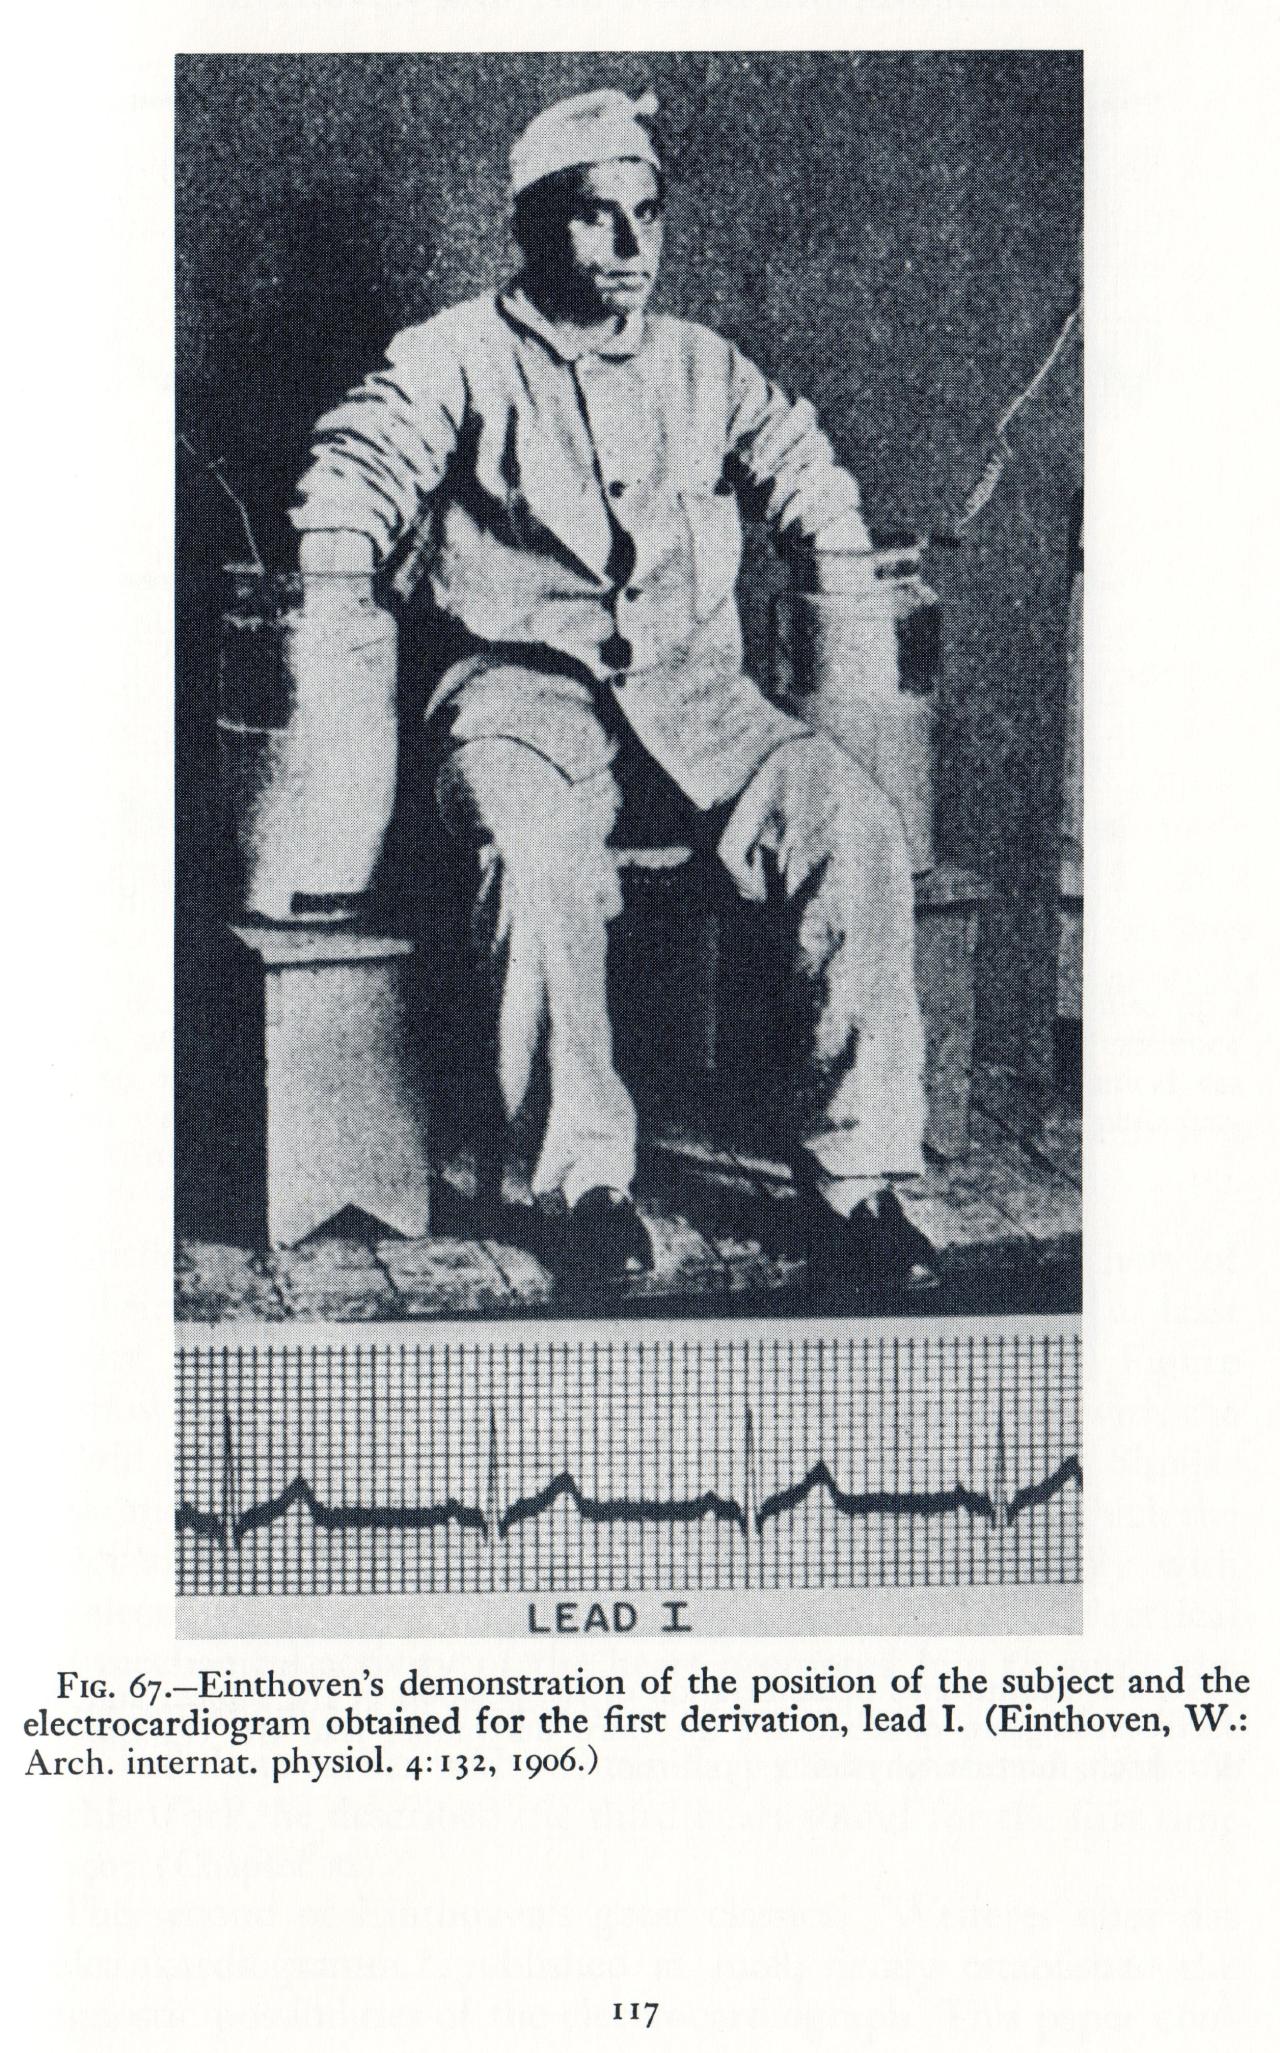 LEAD I
FIG. 67.—Einthoven's demonstration of the position of the subject and the
electrocardiogram obtained for the first derivation, lead I. (Einthoven, W.:
Arch. internat. physiol. 4:132, 1906.)
117